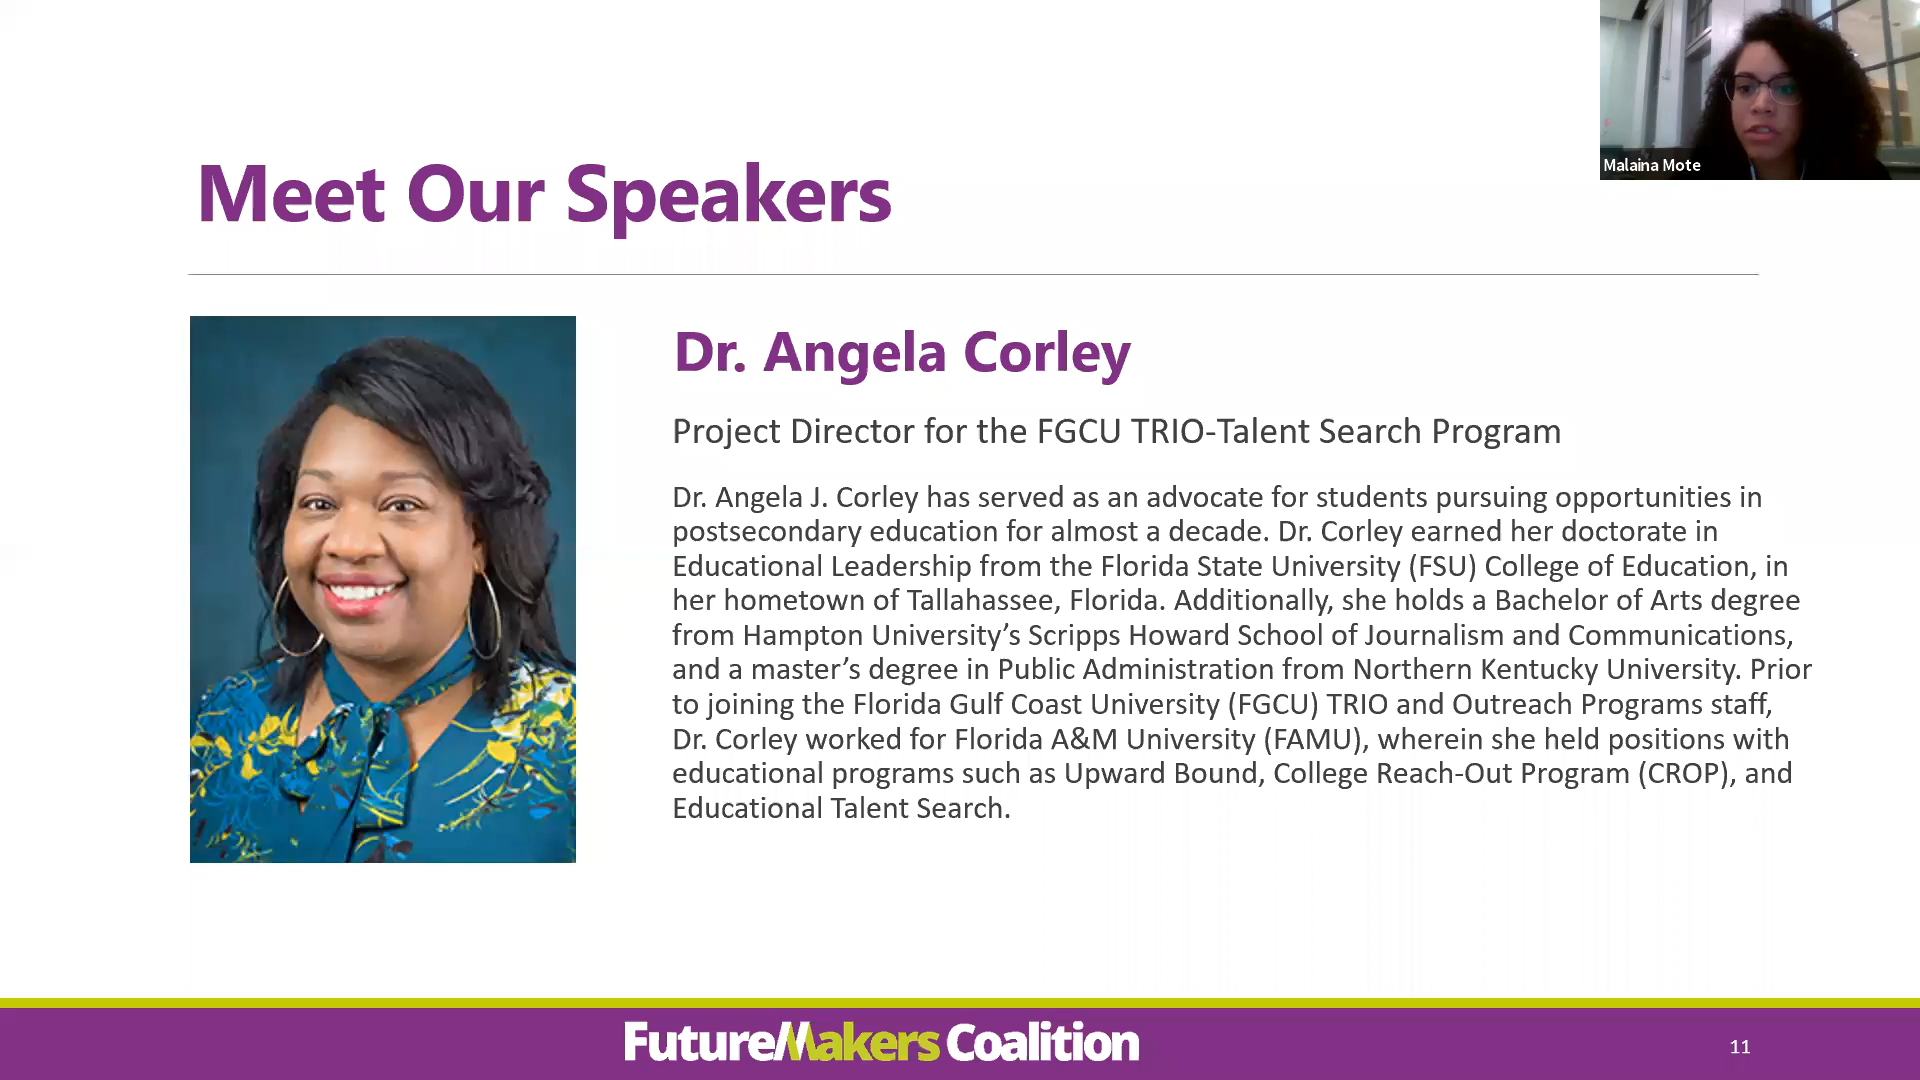 Malaina Mote
Meet Our Speakers
Dr. Angela Corley
Project Director for the FGCU TRIO-Talent Search Program
Dr. Angela J. Corley has served as an advocate for students pursuing opportunities in
postsecondary education for almost a decade. Dr. Corley earned her doctorate in
Educational Leadership from the Florida State University (FSU) College of Education, in
her hometown of Tallahassee, Florida. Additionally, she holds a Bachelor of Arts degree
from Hampton University’s Scripps Howard School of Journalism and Communications,
and a master’s degree in Public Administration from Northern Kentucky University. Prior
to joining the Florida Gulf Coast University (FGCU) TRIO and Outreach Programs staff,
Dr. Corley worked for Florida A&M University (FAMU), wherein she held positions with
educational programs such as Upward Bound, College Reach-Out Program (CROP), and
Educational Talent Search.
FutureMakers Coalition
11